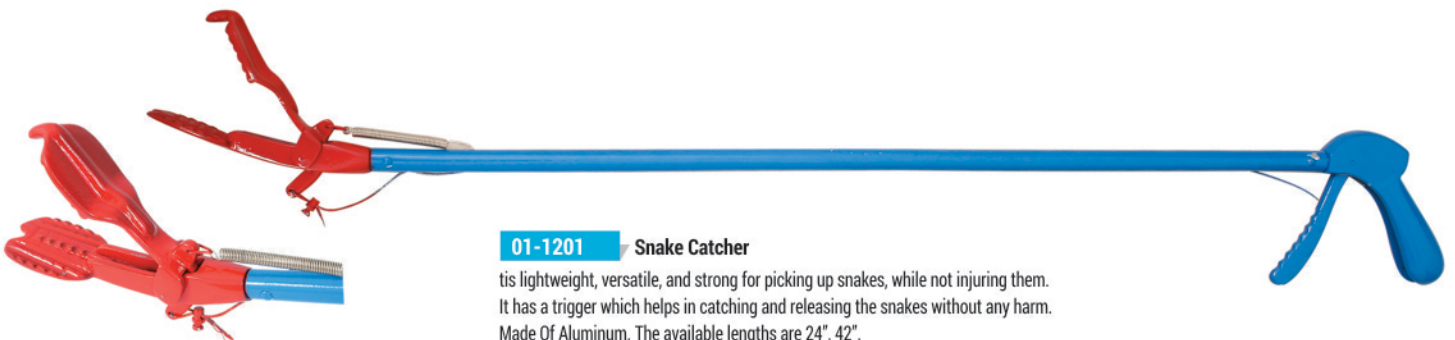 01-1201 Snake Catcher
tis lightweight, versatile, and strong for picking up snakes, while not injuring them.
It has a trigger which helps in catching and releasing the snakes without any harm.
Made Of Aluminum. The available lengths are 24", 42".